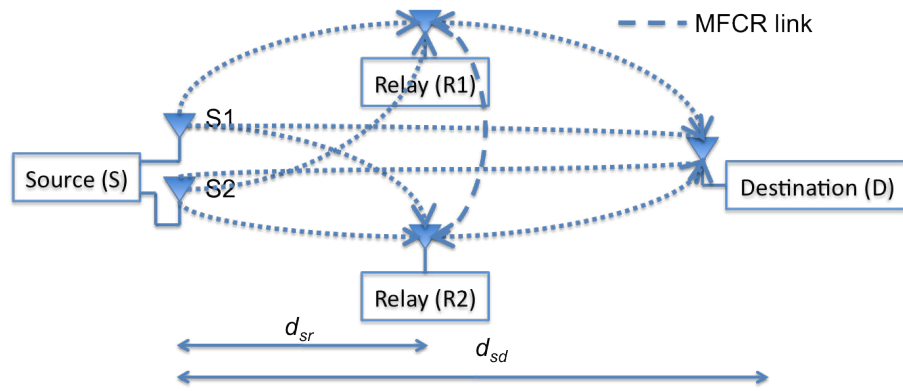 MFCR link
Relay (R1)
S1
Source (S)
S2
Destination (D)
Relay (R2)
dsr
dsd